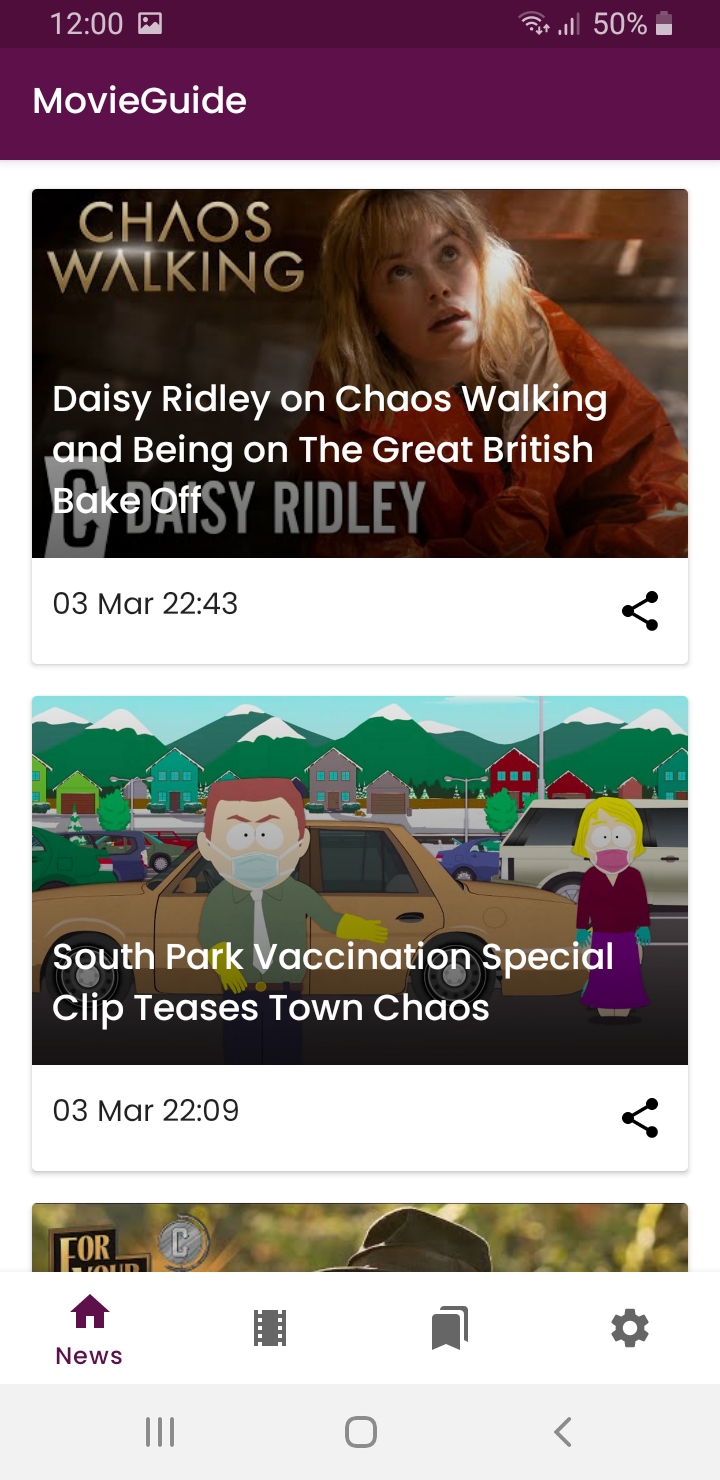 12:00
50%
MovieGuide
CHAOS
WALKING
Daisy Ridley on Chaos Walking
and Being on The Great British
Bake Off
C DAISY RIDLEY
03 Mar 22:43
South Park Vaccination Special
Clip Teases Town Chaos
03 Mar 22:09
C
FOR
YOUR
News